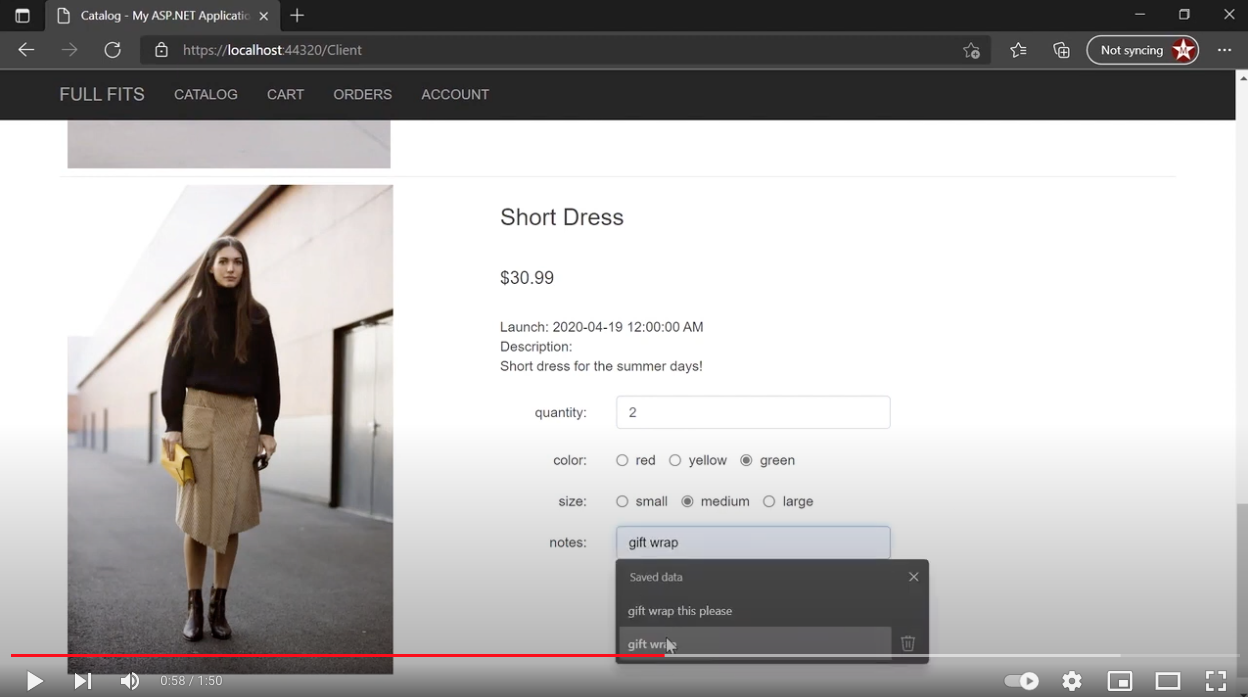 Catalog - My ASP.NET Applicatic
https://localhost:44320/Client
Not syncing
FULL FITS CATALOG CART ORDERS ACCOUNT
Short Dress
$30.99
Launch: 2020-04-19 12:00:00 AM
Description:
Short dress for the summer days!
quantity: 2
color: red yellow green
size: small medium large
notes: gift wrap
Saved data
gift wrap this please
gift wrap
0:58 / 1:50